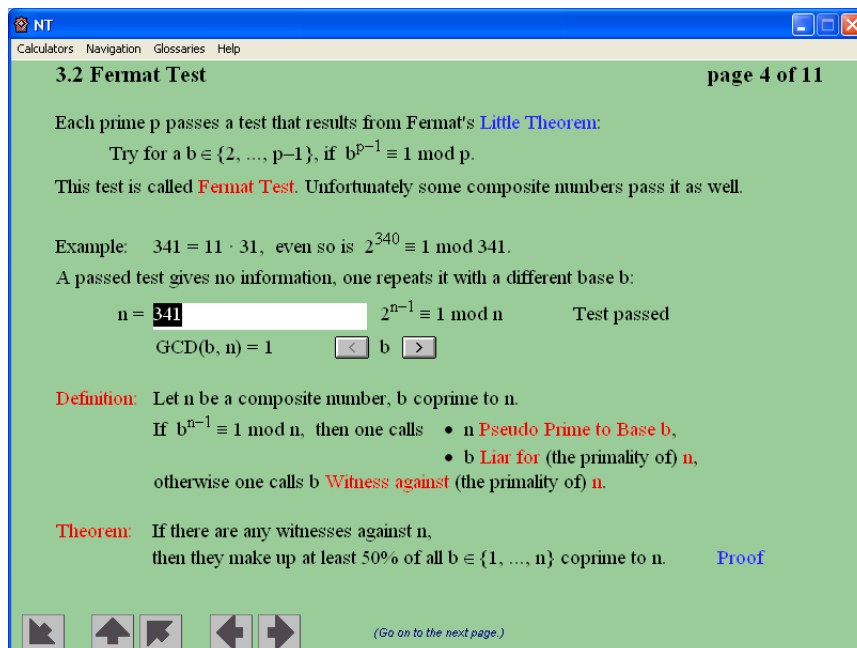 NT
Calculators Navigation Glossaries Help
3.2 Fermat Test page 4 of 11
Each prime p passes a test that results from Fermat's Little Theorem:
Try for a b ∈ {2, ..., p–1}, if b^(p–1) ≡ 1 mod p.
This test is called Fermat Test. Unfortunately some composite numbers pass it as well.
Example: 341 = 11 · 31, even so is 2^340 ≡ 1 mod 341.
A passed test gives no information, one repeats it with a different base b:
n = 341 2^(n–1) ≡ 1 mod n Test passed
GCD(b, n) = 1 < b >
Definition: Let n be a composite number, b coprime to n.
If b^(n–1) ≡ 1 mod n, then one calls • n Pseudo Prime to Base b,
• b Liar for (the primality of) n,
otherwise one calls b Witness against (the primality of) n.
Theorem: If there are any witnesses against n,
then they make up at least 50% of all b ∈ {1, ..., n} coprime to n. Proof
(Go on to the next page.)